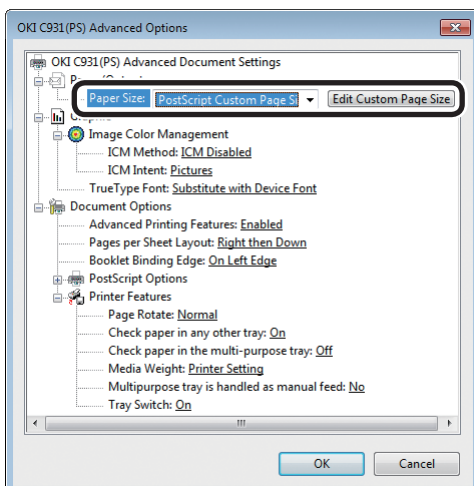 OKI C931(PS) Advanced Options
OKI C931(PS) Advanced Document Settings
Paper Size: PostScript Custom Page Si Edit Custom Page Size
Image Color Management
ICM Method: ICM Disabled
ICM Intent: Pictures
TrueType Font: Substitute with Device Font
Document Options
Advanced Printing Features: Enabled
Pages per Sheet Layout: Right then Down
Booklet Binding Edge: On Left Edge
PostScript Options
Printer Features
Page Rotate: Normal
Check paper in any other tray: On
Check paper in the multi-purpose tray: Off
Media Weight: Printer Setting
Multipurpose tray is handled as manual feed: No
Tray Switch: On
OK Cancel